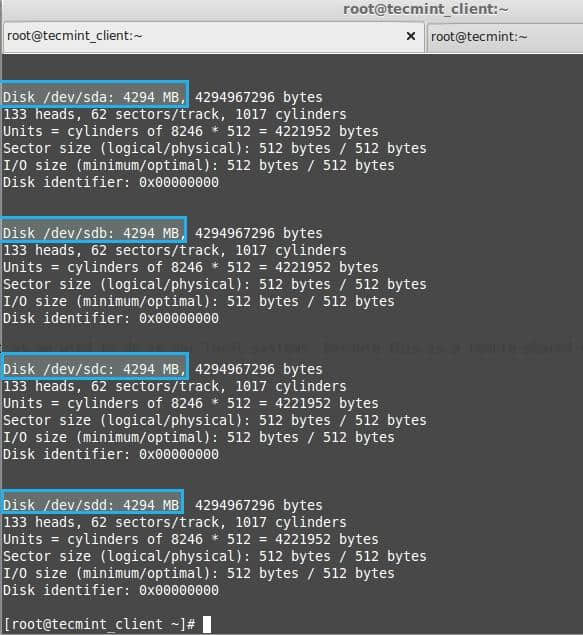 root@tecmint_client:~
root@tecmint_client:~ × root@tecmint:~
Disk /dev/sda: 4294 MB, 4294967296 bytes
133 heads, 62 sectors/track, 1017 cylinders
Units = cylinders of 8246 * 512 = 4221952 bytes
Sector size (logical/physical): 512 bytes / 512 bytes
I/O size (minimum/optimal): 512 bytes / 512 bytes
Disk identifier: 0x00000000
Disk /dev/sdb: 4294 MB, 4294967296 bytes
133 heads, 62 sectors/track, 1017 cylinders
Units = cylinders of 8246 * 512 = 4221952 bytes
Sector size (logical/physical): 512 bytes / 512 bytes
I/O size (minimum/optimal): 512 bytes / 512 bytes
Disk identifier: 0x00000000
Disk /dev/sdc: 4294 MB, 4294967296 bytes
133 heads, 62 sectors/track, 1017 cylinders
Units = cylinders of 8246 * 512 = 4221952 bytes
Sector size (logical/physical): 512 bytes / 512 bytes
I/O size (minimum/optimal): 512 bytes / 512 bytes
Disk identifier: 0x00000000
Disk /dev/sdd: 4294 MB, 4294967296 bytes
133 heads, 62 sectors/track, 1017 cylinders
Units = cylinders of 8246 * 512 = 4221952 bytes
Sector size (logical/physical): 512 bytes / 512 bytes
I/O size (minimum/optimal): 512 bytes / 512 bytes
Disk identifier: 0x00000000
[root@tecmint_client ~]#